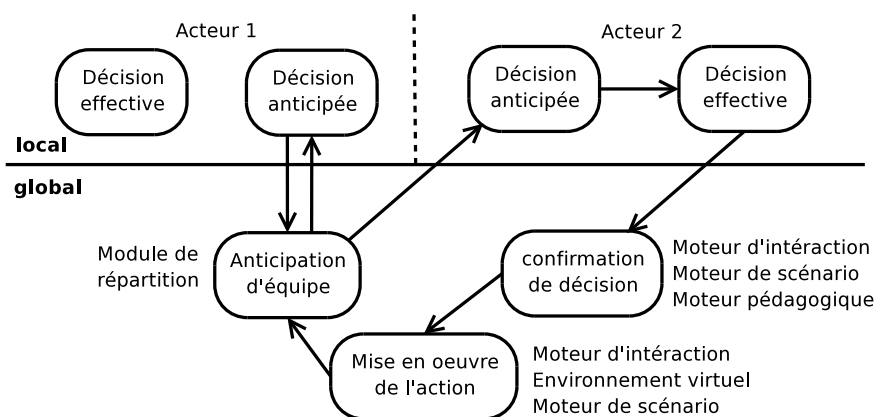 Acteur 1
Acteur 2
Décision
effective
Décision
anticipée
Décision
anticipée
Décision
effective
local
global
Module de
répartition
Anticipation
d'équipe
confirmation
de décision
Moteur d'intéraction
Moteur de scénario
Moteur pédagogique
Mise en oeuvre
de l'action
Moteur d'intéraction
Environnement virtuel
Moteur de scénario